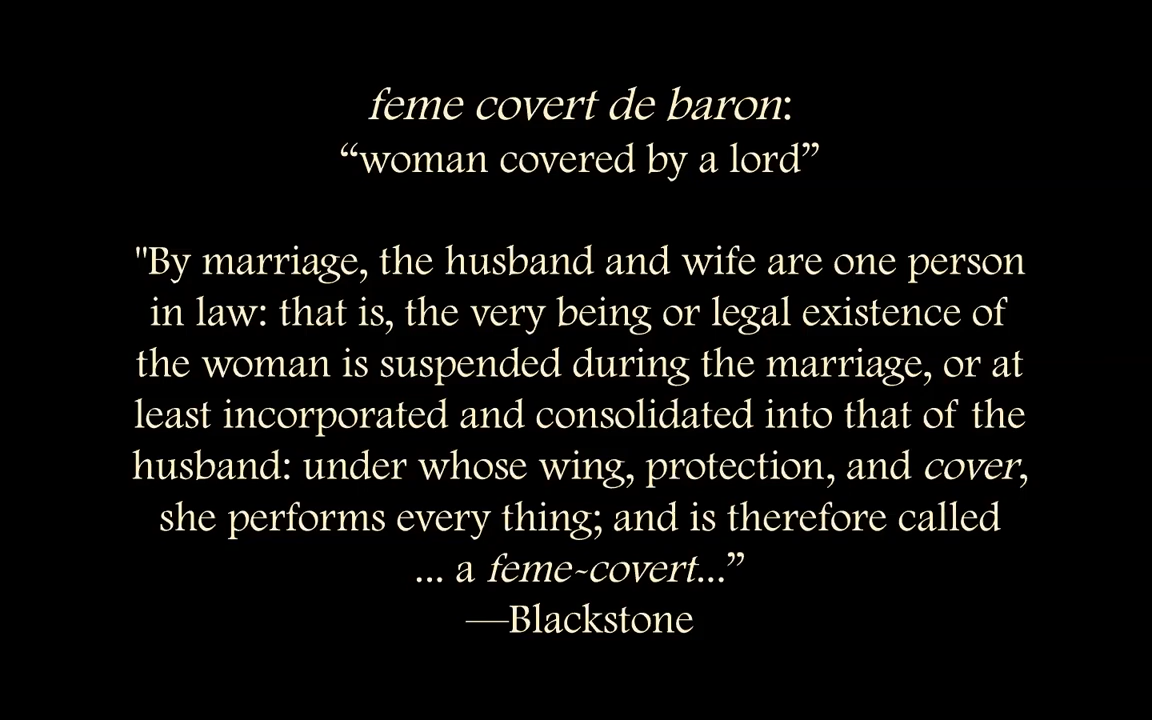 feme covert de baron:
“woman covered by a lord”
"By marriage, the husband and wife are one person
in law: that is, the very being or legal existence of
the woman is suspended during the marriage, or at
least incorporated and consolidated into that of the
husband: under whose wing, protection, and cover,
she performs every thing; and is therefore called
... a feme-covert...”
—Blackstone